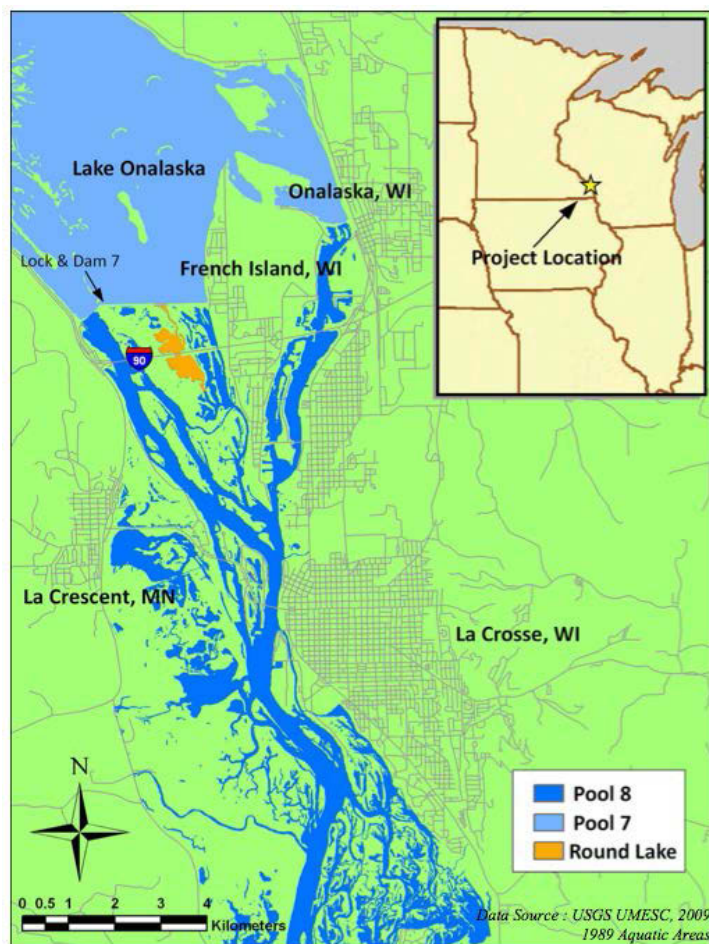 Lake Onalaska
Onalaska, WI
Project Location
Lock & Dam 7
French Island, WI
90
La Crescent, MN
La Crosse, WI
N
Pool 8
Pool 7
Round Lake
0 0.5 1 2 3 4
Kilometers
Data Source : USGS UMESC, 2009
1989 Aquatic Areas